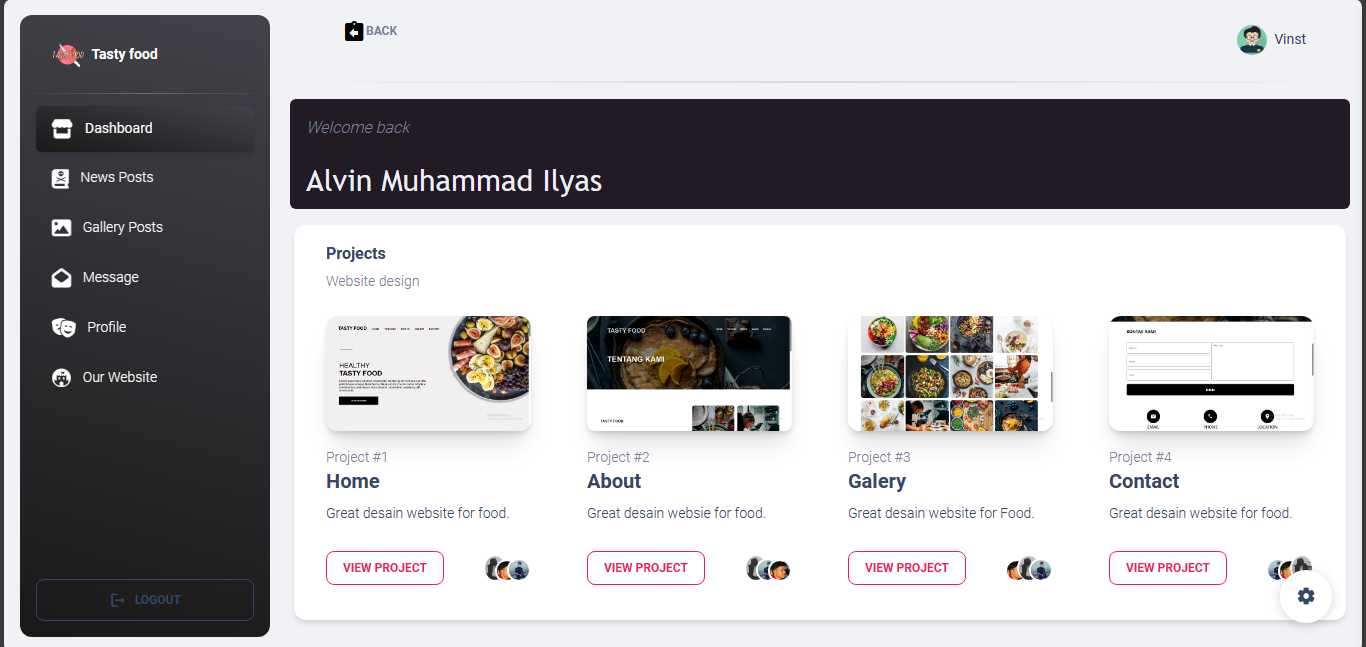 Tasty food
Dashboard
News Posts
Gallery Posts
Message
Profile
Our Website
LOGOUT
BACK
Vinst
Welcome back
Alvin Muhammad Ilyas
Projects
Website design
TASTY FOOD
HEALTHY
TASTY FOOD
Project #1
Home
Great desain website for food.
VIEW PROJECT
TASTY FOOD
TENTANG KAMI
TASTY FOOD
Project #2
About
Great desain websie for food.
VIEW PROJECT
Project #3
Galery
Great desain website for Food.
VIEW PROJECT
KONTAK KAMI
EMAIL
PHONE
LOCATION
Project #4
Contact
Great desain website for food.
VIEW PROJECT